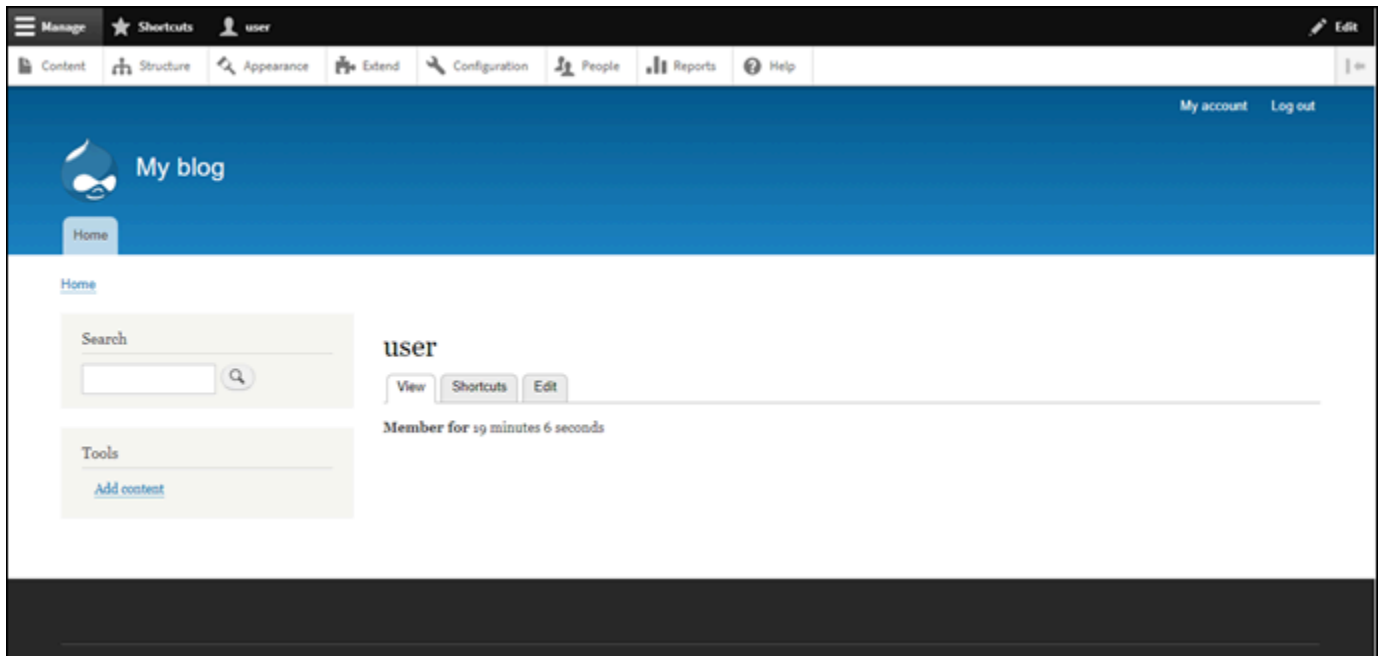 Manage Shortcuts user Edit
Content Structure Appearance Extend Configuration People Reports Help
My account Log out
My blog
Home
Home
Search
Tools
Add content
user
View Shortcuts Edit
Member for 19 minutes 6 seconds